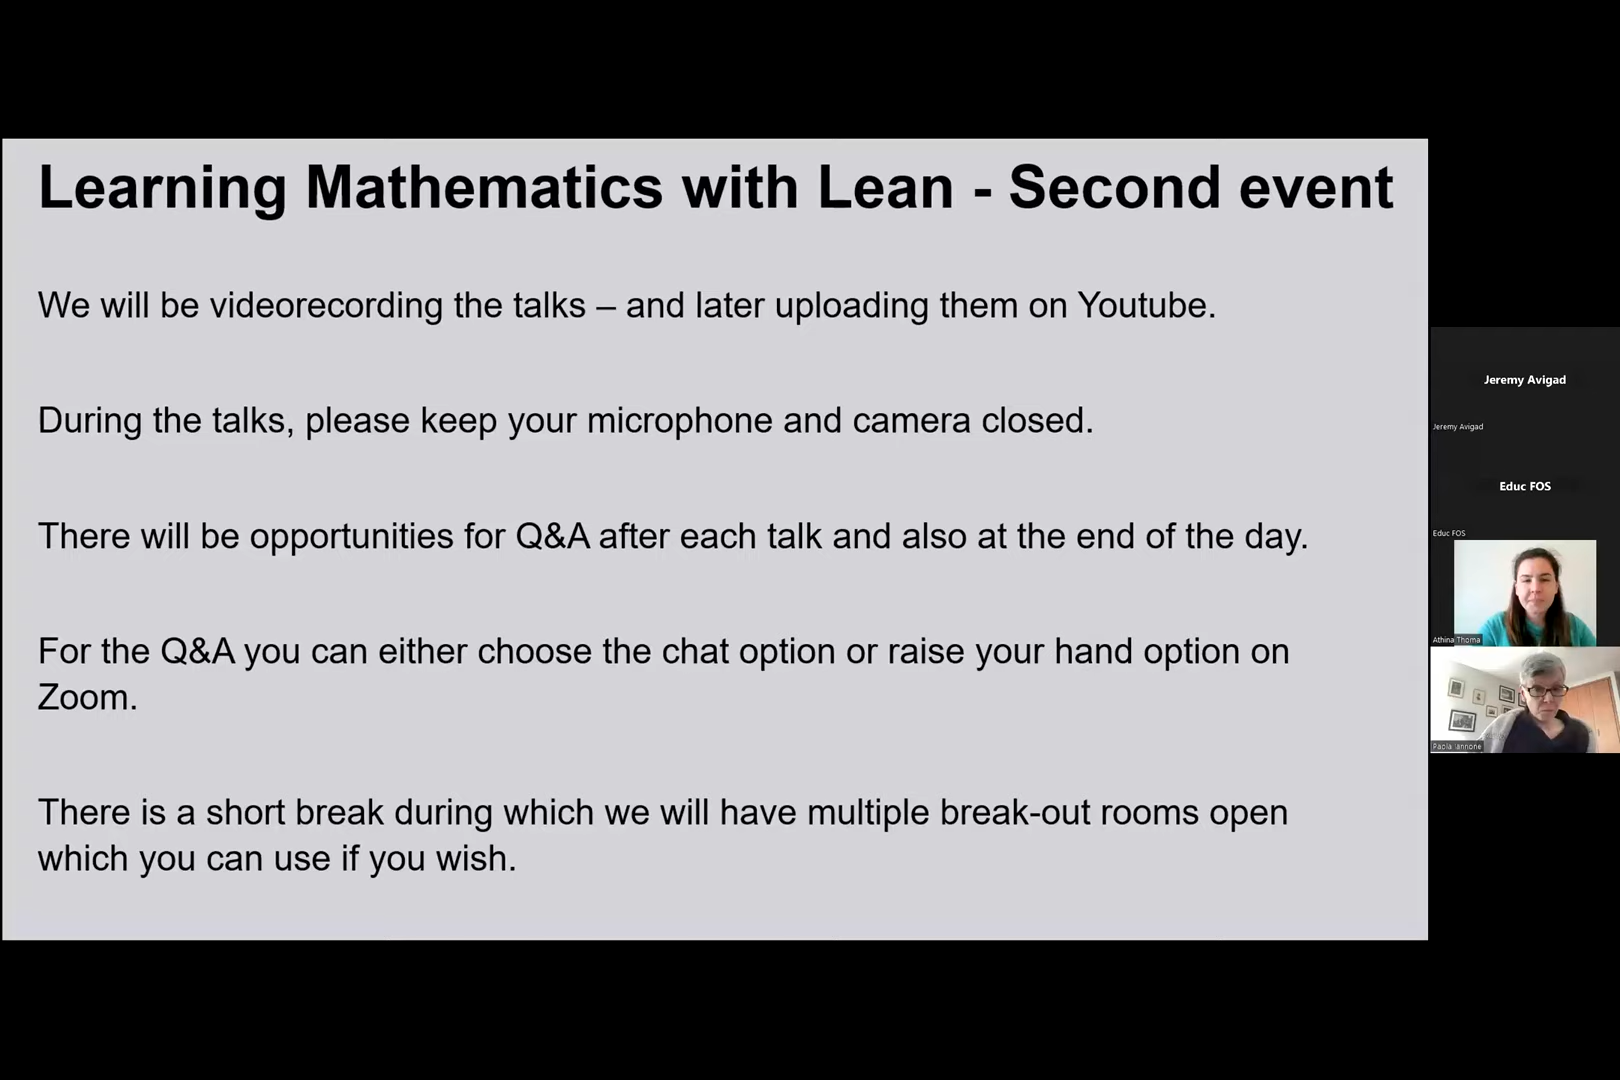 Learning Mathematics with Lean - Second event
We will be videorecording the talks – and later uploading them on Youtube.
During the talks, please keep your microphone and camera closed.
There will be opportunities for Q&A after each talk and also at the end of the day.
For the Q&A you can either choose the chat option or raise your hand option on
Zoom.
There is a short break during which we will have multiple break-out rooms open
which you can use if you wish.
Jeremy Avigad
Jeremy Avigad
Educ FOS
Educ FOS
Athina Thoma
Paola Iannone